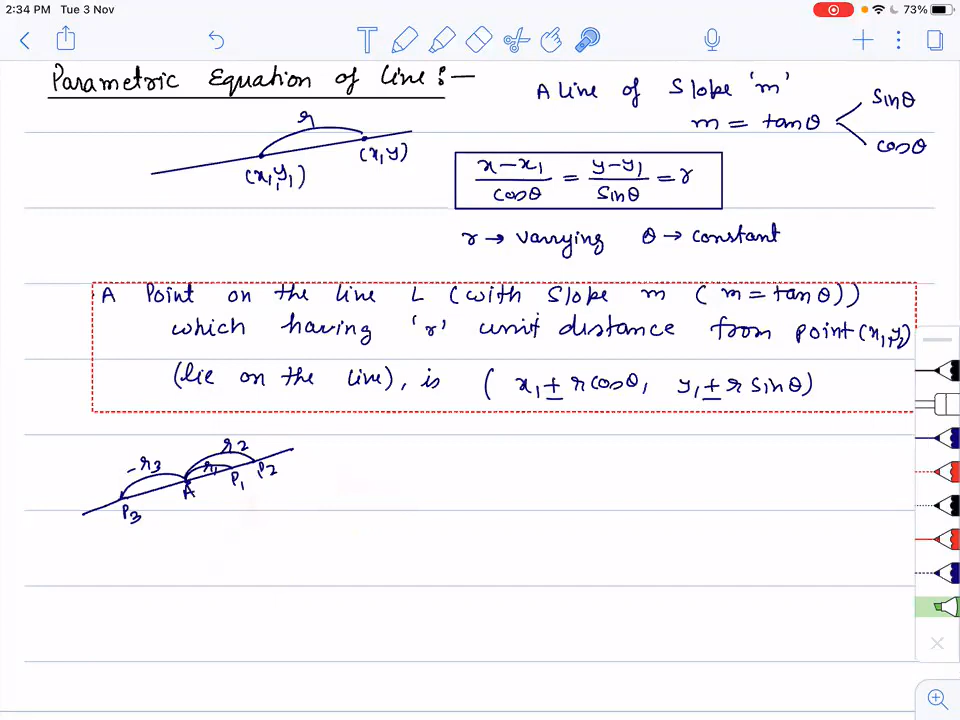 2:34 PM Tue 3 Nov
73%
Parametric Equation of line :—
A line of Slope 'm'
m = tanθ
sinθ
cosθ
r
(x,y)
(x₁,y₁)
(x-x₁)/cosθ = (y-y₁)/sinθ = r
r → varrying θ → constant
A Point on the line L (with Slope m (m = tanθ))
which having 'r' unit distance from point (x₁,y₁)
(lie on the line), is (x₁ ± r cosθ, y₁ ± r sinθ)
r2
-r3
r1
P2
P1
A
P3